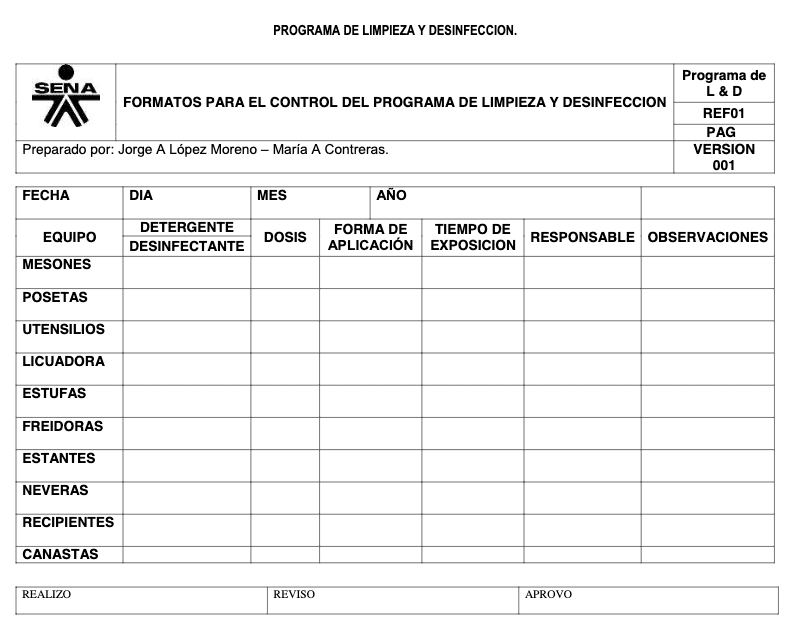 PROGRAMA DE LIMPIEZA Y DESINFECCION.
SENA
FORMATOS PARA EL CONTROL DEL PROGRAMA DE LIMPIEZA Y DESINFECCION
Programa de
L & D
REF01
PAG
Preparado por: Jorge A López Moreno – María A Contreras.
VERSION
001
FECHA DIA MES AÑO
EQUIPO
DETERGENTE
DESINFECTANTE
DOSIS
FORMA DE
APLICACIÓN
TIEMPO DE
EXPOSICION
RESPONSABLE
OBSERVACIONES
MESONES
POSETAS
UTENSILIOS
LICUADORA
ESTUFAS
FREIDORAS
ESTANTES
NEVERAS
RECIPIENTES
CANASTAS
REALIZO REVISO APROVO